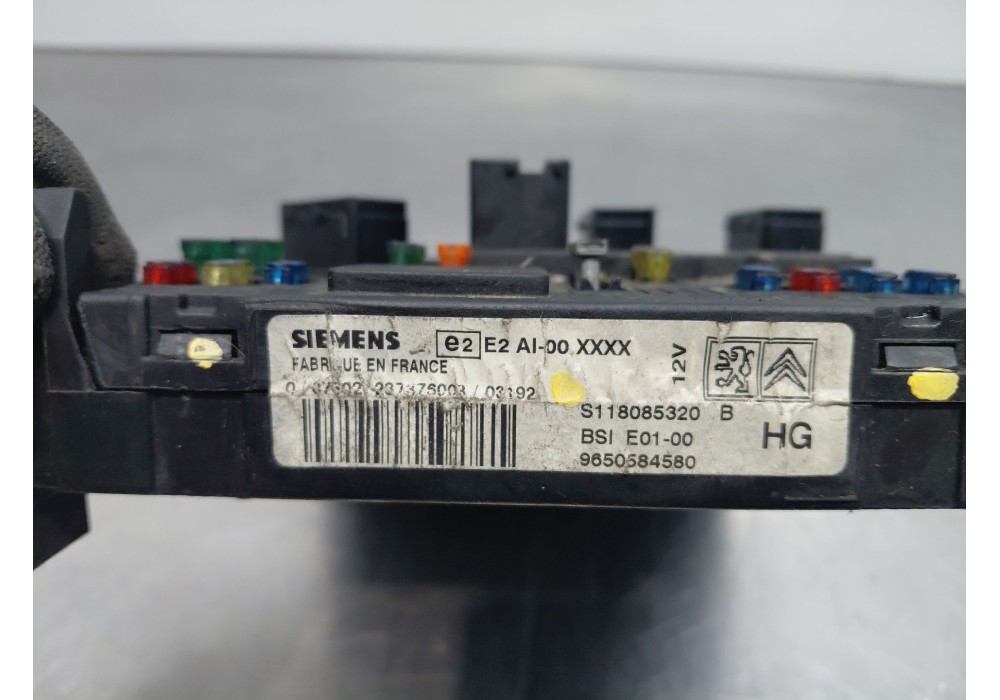 SIEMENS e2 E2 AI-00 XXXX
FABRIQUE EN FRANCE
12V
S118085320 B
BSI E01-00
HG
9650584580